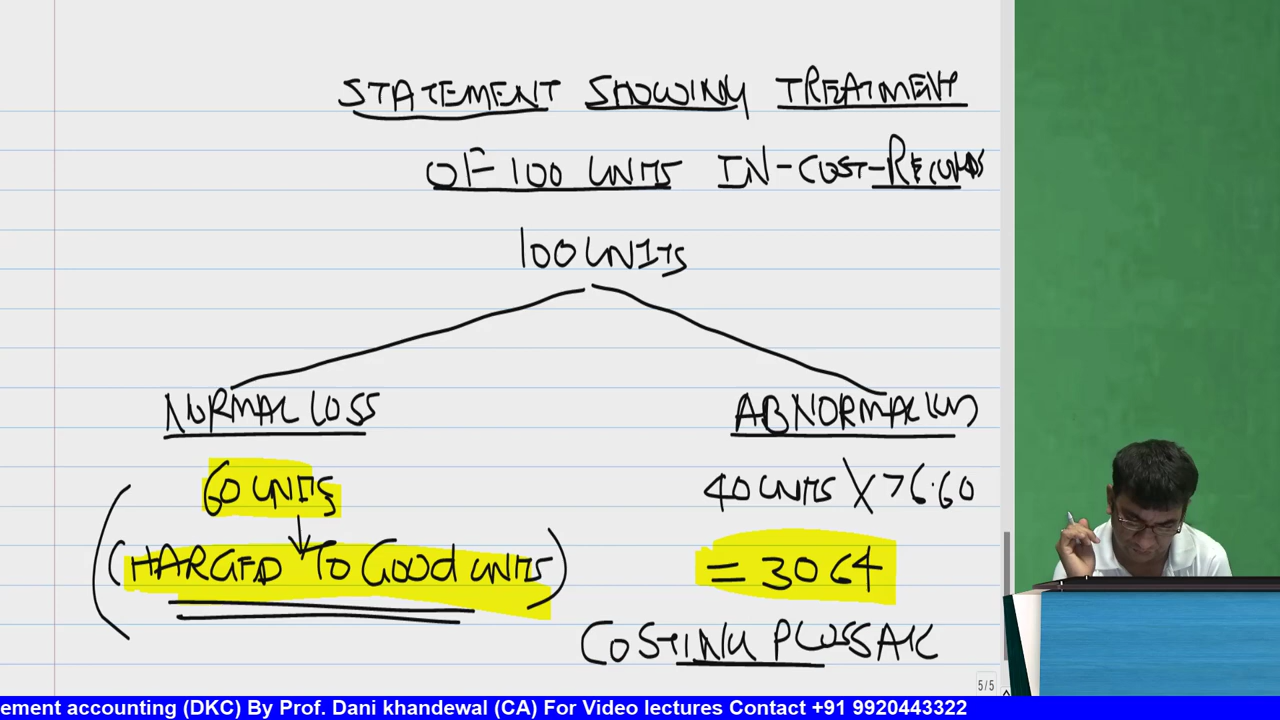 STATEMENT SHOWING TREATMENT
OF 100 UNITS IN-COST-RECORDS
100 UNITS
NORMAL LOSS
ABNORMAL LOSS
60 UNITS
40 UNITS X 76.60
(CHARGED TO GOOD UNITS)
= 3064
COSTING P LOSS A/C
5/5
ement accounting (DKC) By Prof. Dani khandewal (CA) For Video lectures Contact +91 9920443322